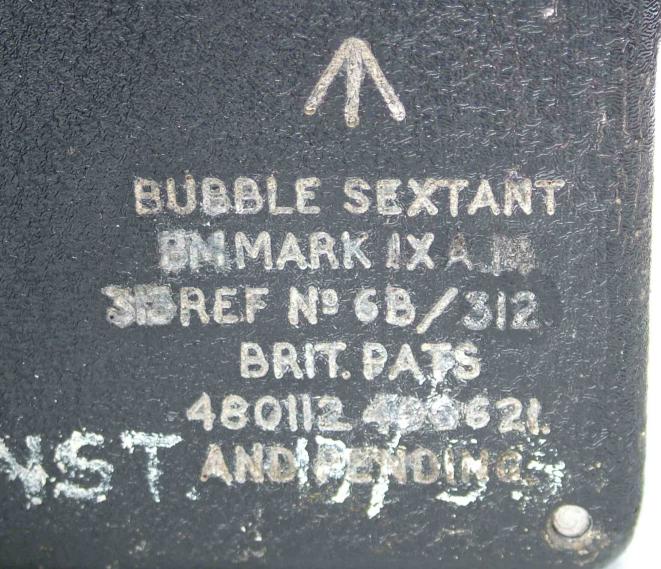 BUBBLE SEXTANT
MARK IX A.M
REF Nº 6B/312
BRIT. PATS
480112
AND PENDING
NST.